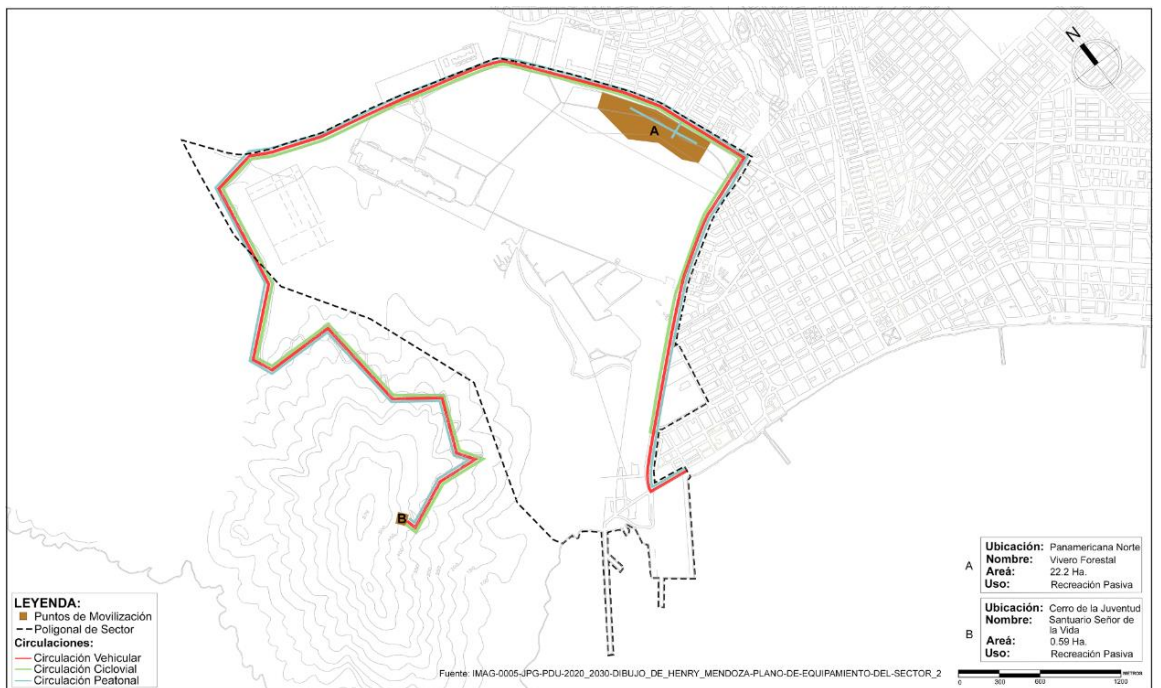 N
A
B
LEYENDA:
Puntos de Movilización
Poligonal de Sector
Circulaciones:
Circulación Vehicular
Circulación Ciclovial
Circulación Peatonal
A
Ubicación: Panamericana Norte
Nombre: Vivero Forestal
Areá: 22.2 Ha.
Uso: Recreación Pasiva
B
Ubicación: Cerro de la Juventud
Nombre: Santuario Señor de
la Vida
Areá: 0.59 Ha.
Uso: Recreación Pasiva
Fuente: IMAG-0005-JPG-PDU-2020_2030-DIBUJO_DE_HENRY_MENDOZA-PLANO-DE-EQUIPAMIENTO-DEL-SECTOR_2
METROS
0 300 600 1200